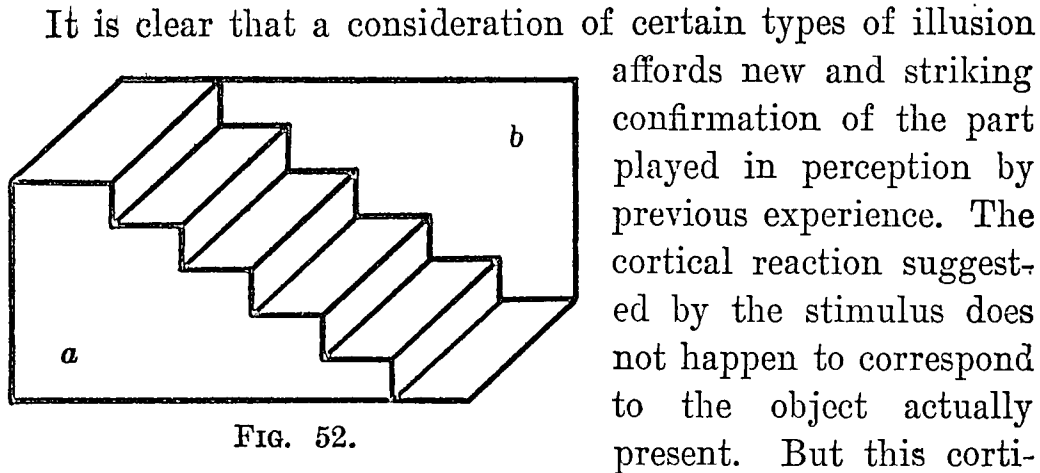 It is clear that a consideration of certain types of illusion
affords new and striking
confirmation of the part
b
played in perception by
previous experience. The
cortical reaction suggest-
ed by the stimulus does
a
not happen to correspond
to the object actually
FIG. 52.
present. But this corti-